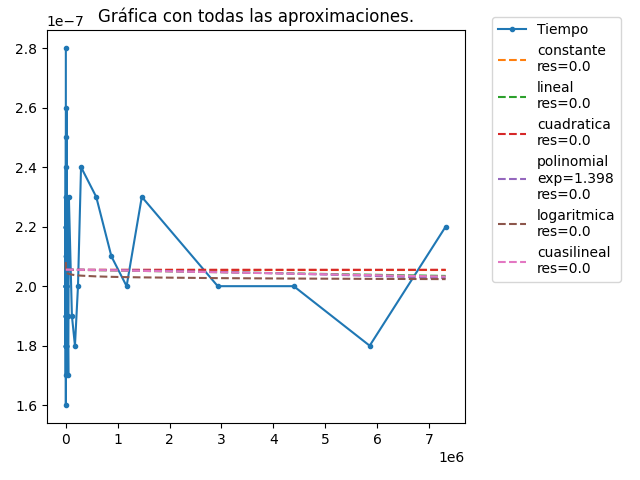 Gráfica con todas las aproximaciones.
1e−7
2.8
2.6
2.4
2.2
2.0
1.8
1.6
0
1
2
3
4
5
6
7
1e6
Tiempo
constante
res=0.0
lineal
res=0.0
cuadratica
res=0.0
polinomial
exp=1.398
res=0.0
logaritmica
res=0.0
cuasilineal
res=0.0